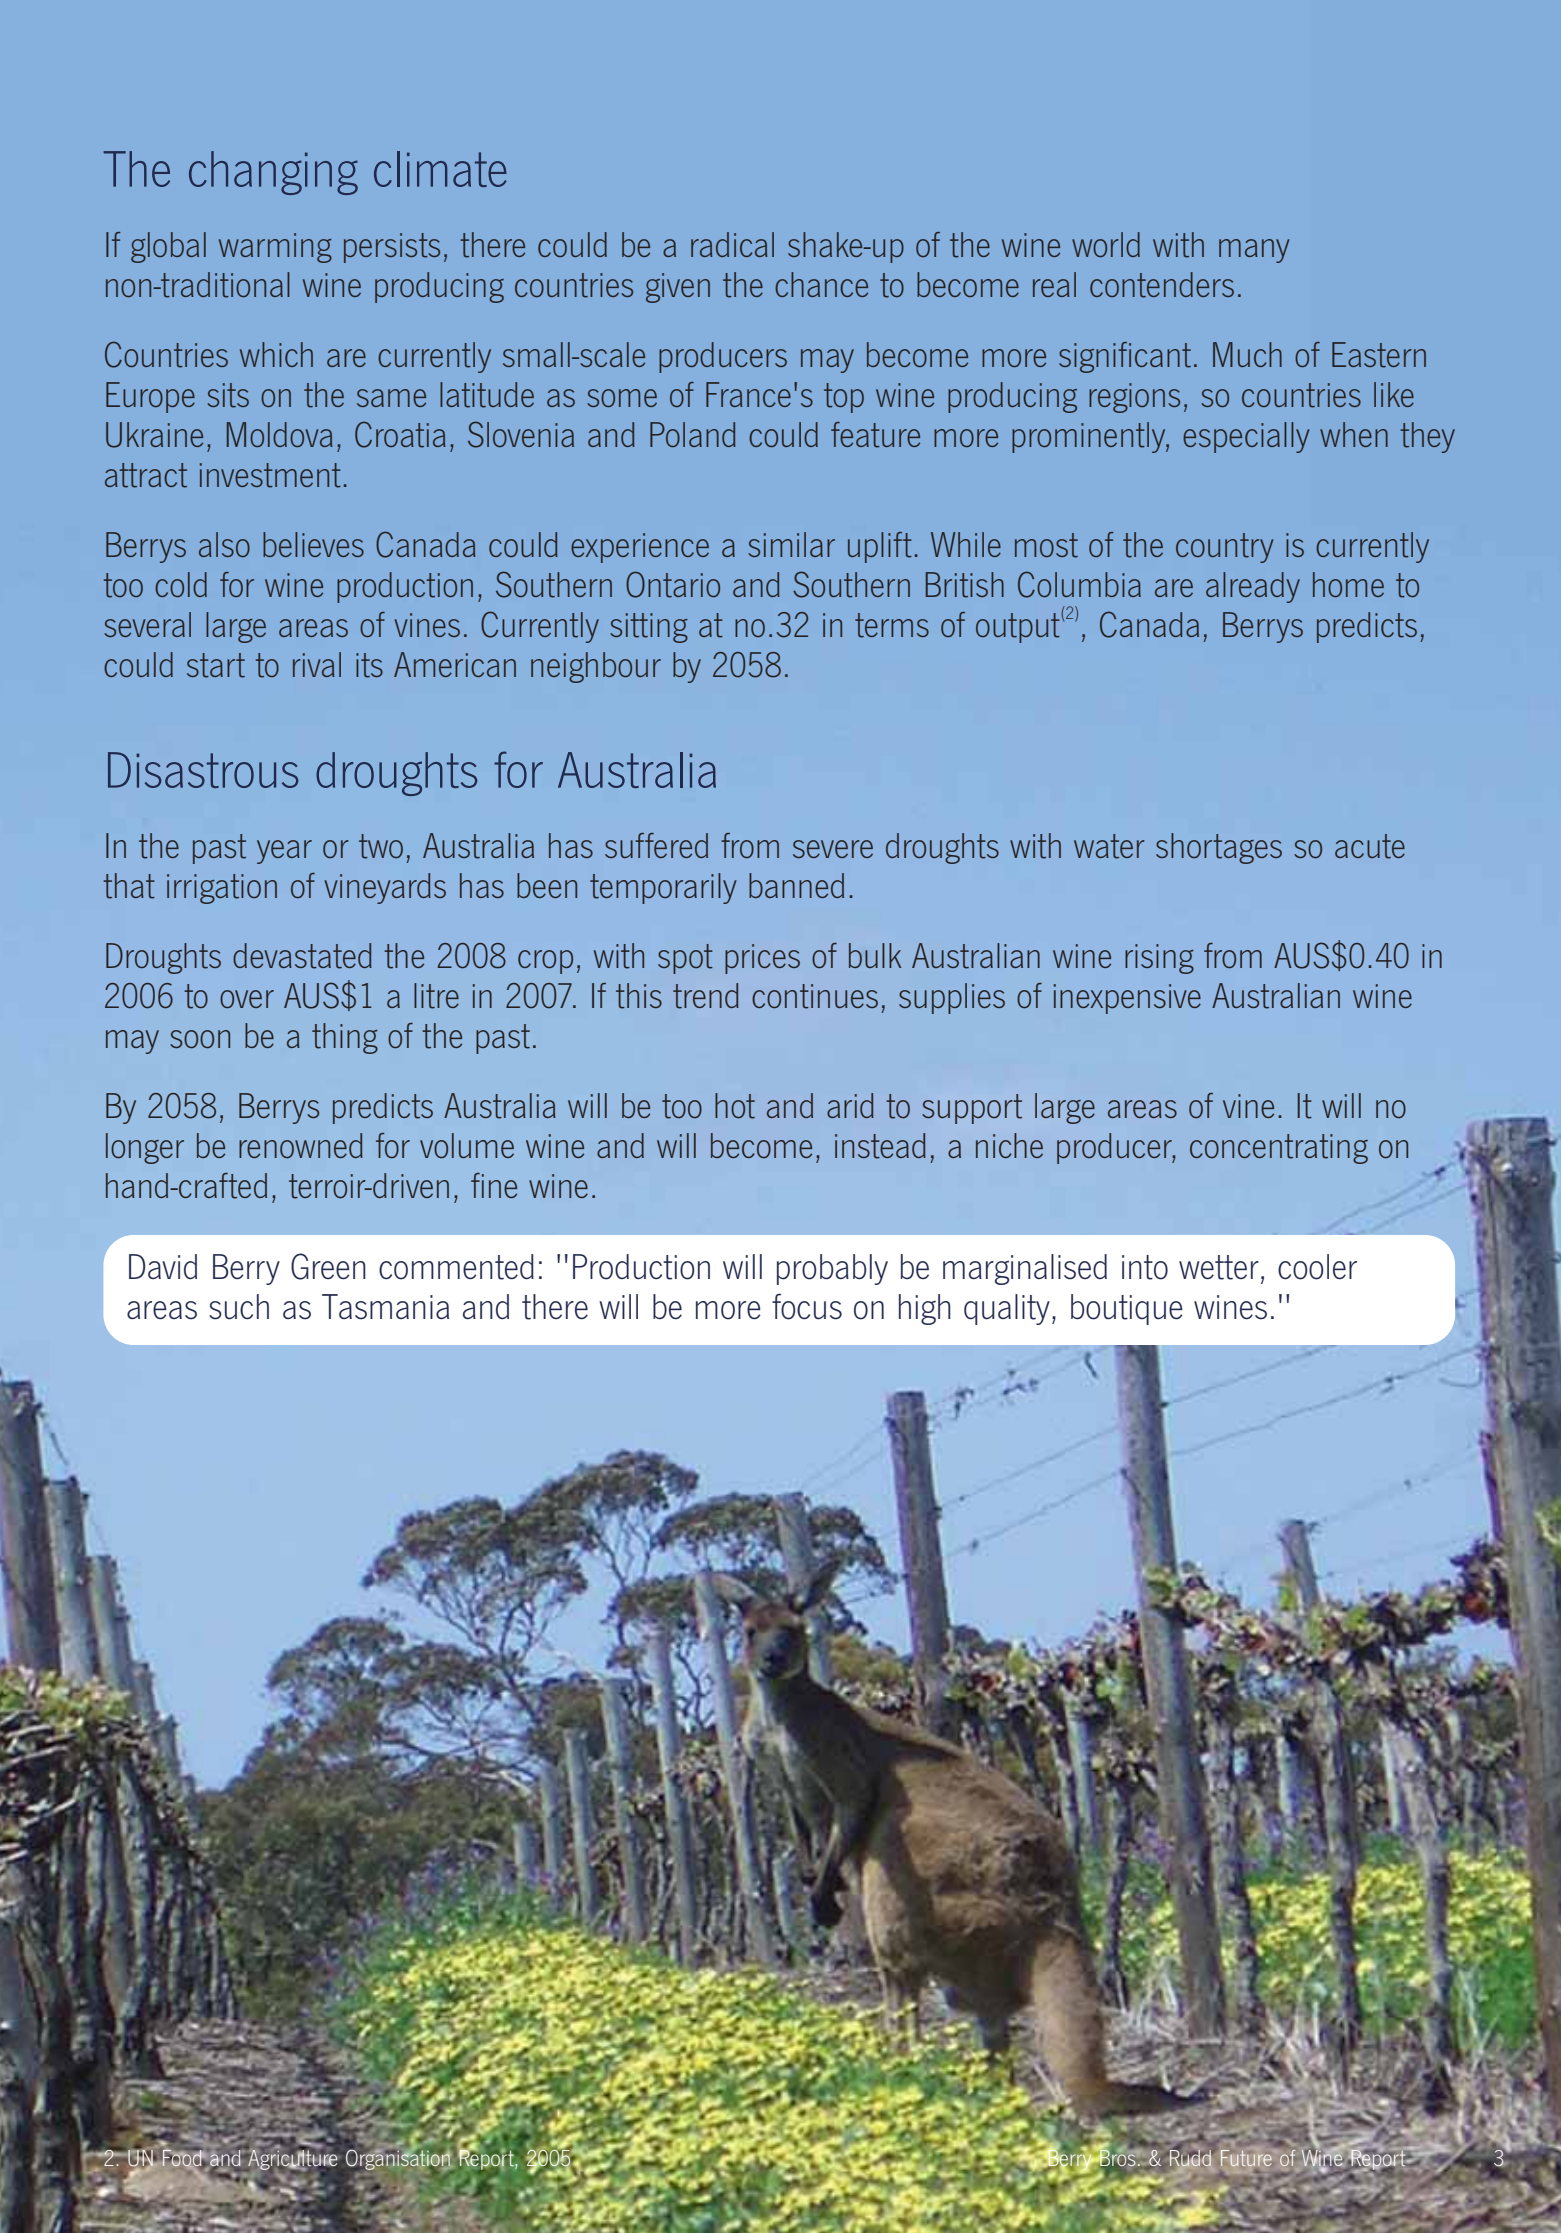 The changing climate
If global warming persists, there could be a radical shake-up of the wine world with many
non-traditional wine producing countries given the chance to become real contenders.
Countries which are currently small-scale producers may become more significant. Much of Eastern
Europe sits on the same latitude as some of France's top wine producing regions, so countries like
Ukraine, Moldova, Croatia, Slovenia and Poland could feature more prominently, especially when they
attract investment.
Berrys also believes Canada could experience a similar uplift. While most of the country is currently
too cold for wine production, Southern Ontario and Southern British Columbia are already home to
several large areas of vines. Currently sitting at no.32 in terms of output(2), Canada, Berrys predicts,
could start to rival its American neighbour by 2058.
Disastrous droughts for Australia
In the past year or two, Australia has suffered from severe droughts with water shortages so acute
that irrigation of vineyards has been temporarily banned.
Droughts devastated the 2008 crop, with spot prices of bulk Australian wine rising from AUS$0.40 in
2006 to over AUS$1 a litre in 2007. If this trend continues, supplies of inexpensive Australian wine
may soon be a thing of the past.
By 2058, Berrys predicts Australia will be too hot and arid to support large areas of vine. It will no
longer be renowned for volume wine and will become, instead, a niche producer, concentrating on
hand-crafted, terroir-driven, fine wine.
David Berry Green commented: "Production will probably be marginalised into wetter, cooler
areas such as Tasmania and there will be more focus on high quality, boutique wines."
2. UN Food and Agriculture Organisation Report, 2005
Berry Bros. & Rudd Future of Wine Report 3